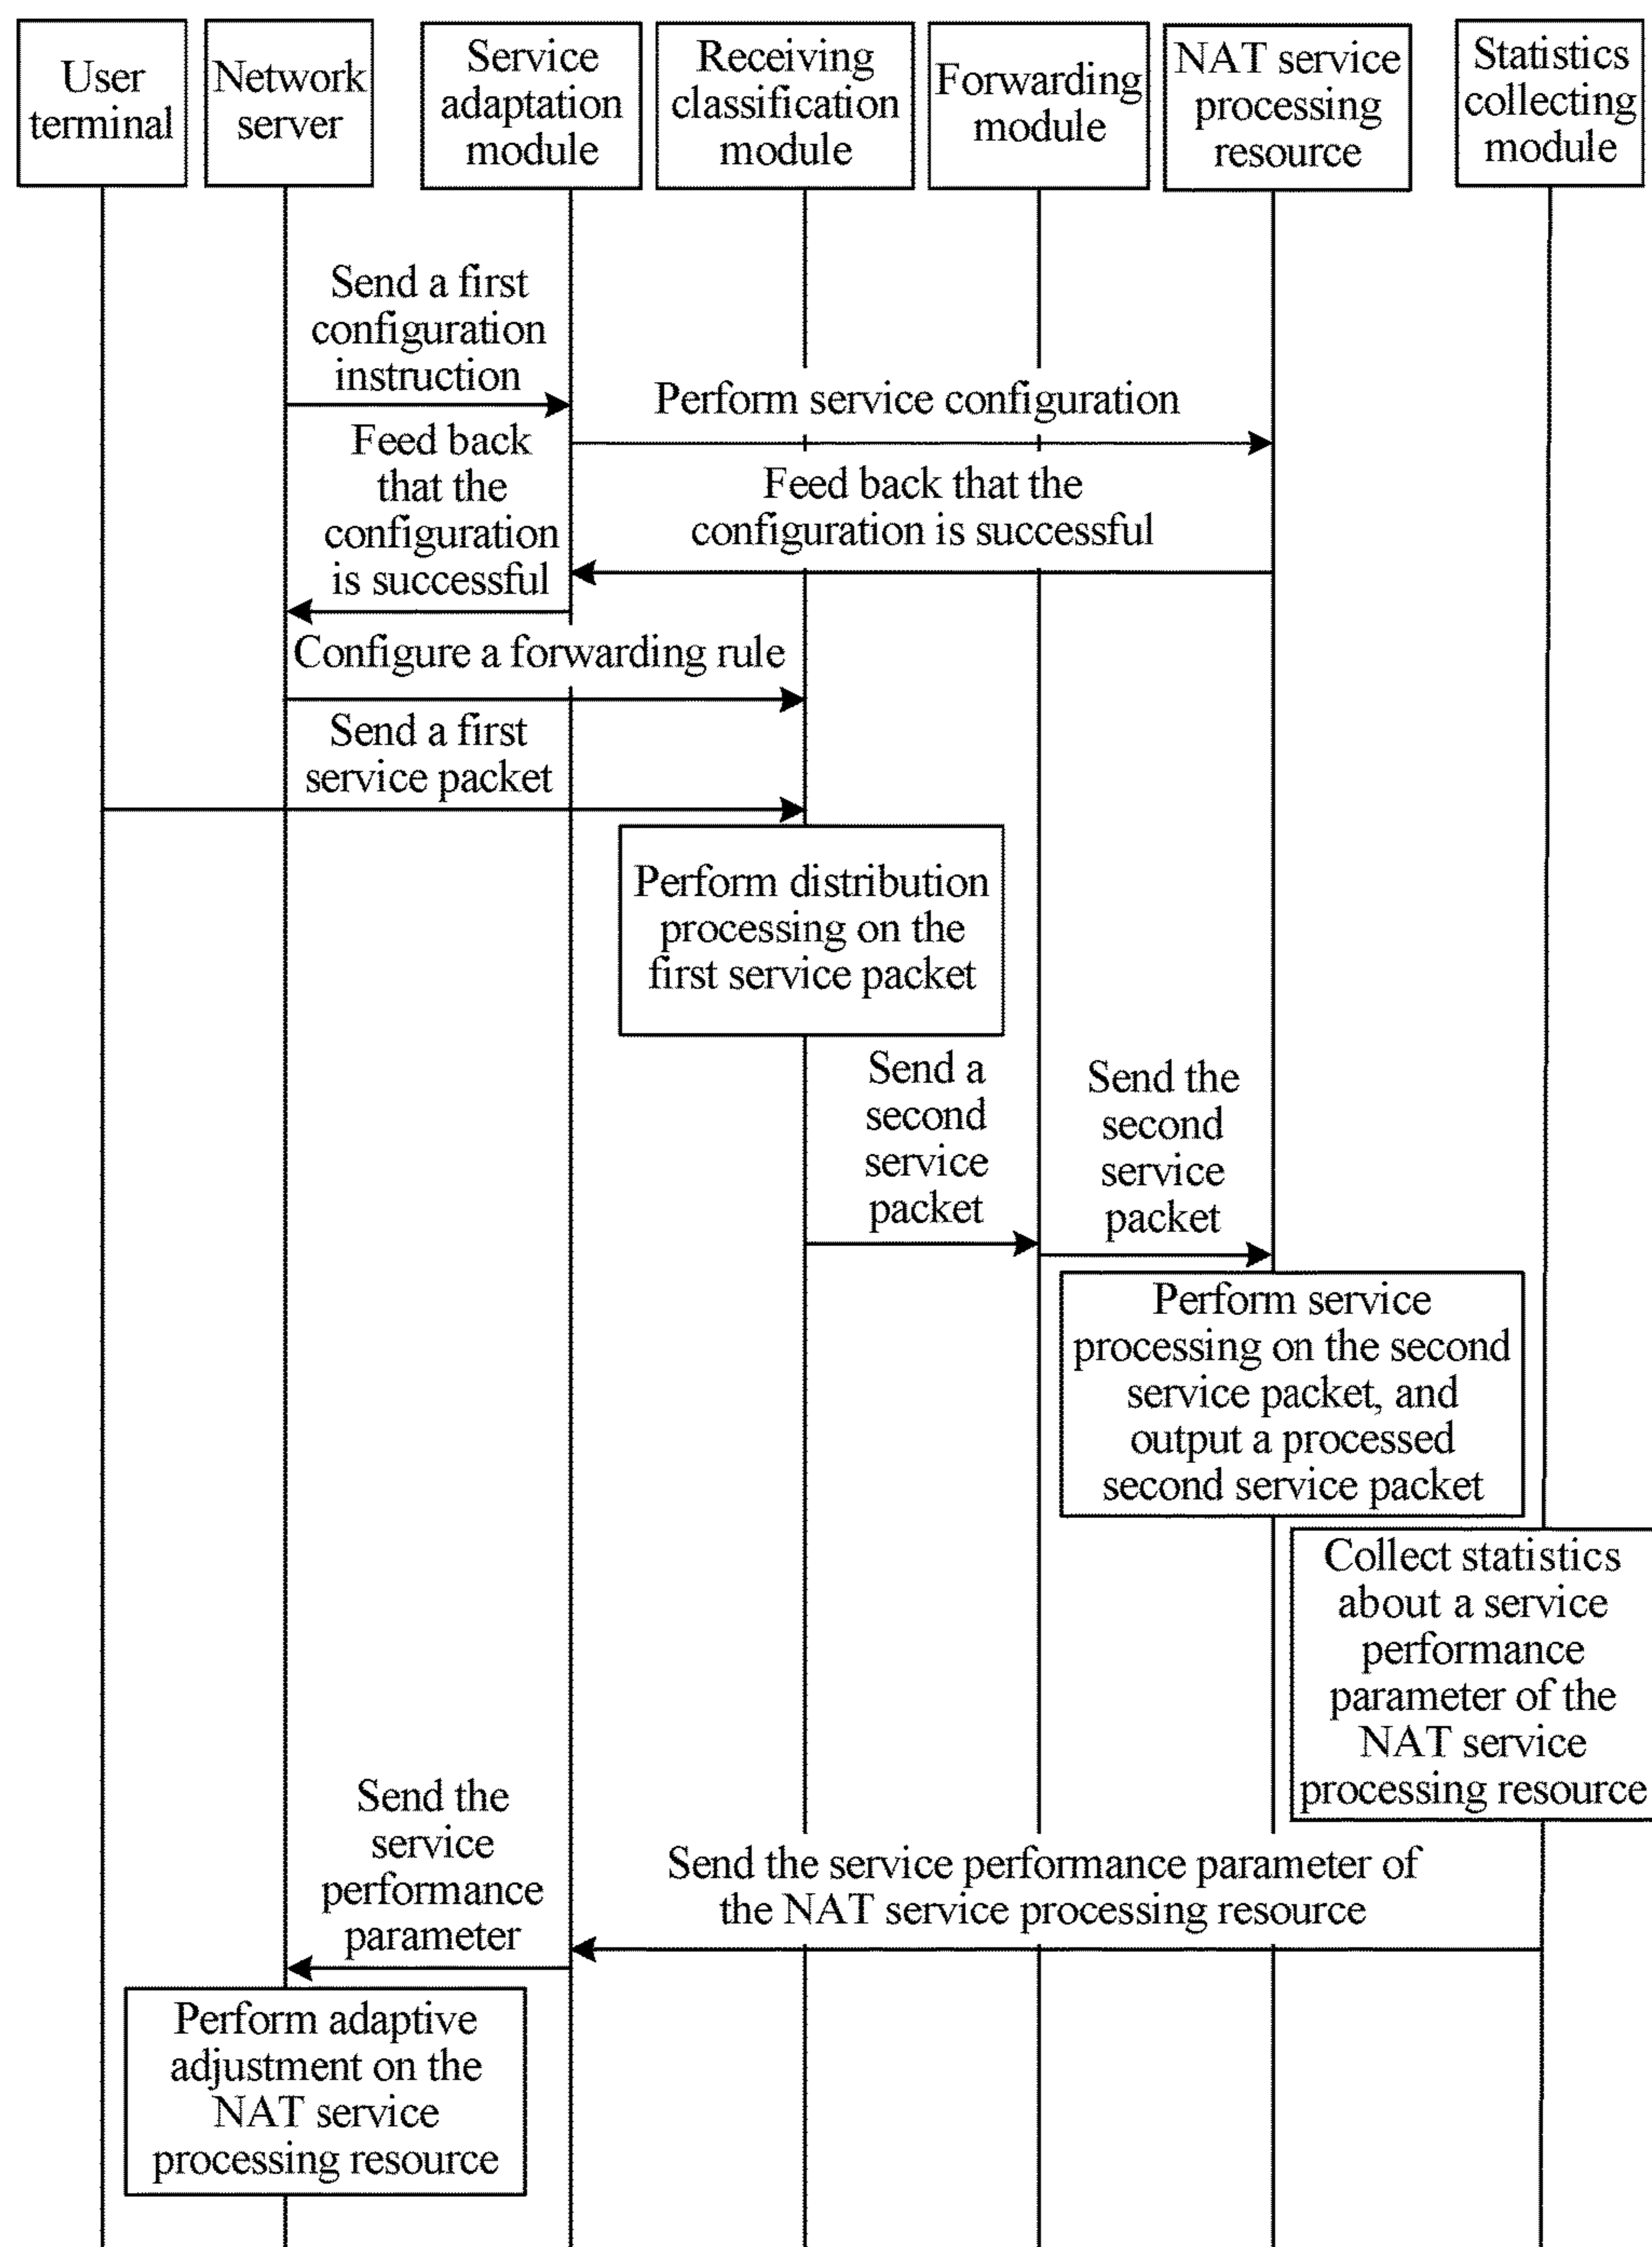 User
terminal
Network
server
Service
adaptation
module
Receiving
classification
module
Forwarding
module
NAT service
processing
resource
Statistics
collecting
module
Send a first
configuration
instruction
Perform service configuration
Feed back
that the
configuration
is successful
Feed back that the
configuration is successful
Configure a forwarding rule
Send a first
service packet
Perform distribution
processing on the
first service packet
Send a
second
service
packet
Send the
second
service
packet
Perform service
processing on the second
service packet, and
output a processed
second service packet
Collect statistics
about a service
performance
parameter of the
NAT service
processing resource
Send the service performance parameter of
the NAT service processing resource
Send the
service
performance
parameter
Perform adaptive
adjustment on the
NAT service
processing resource